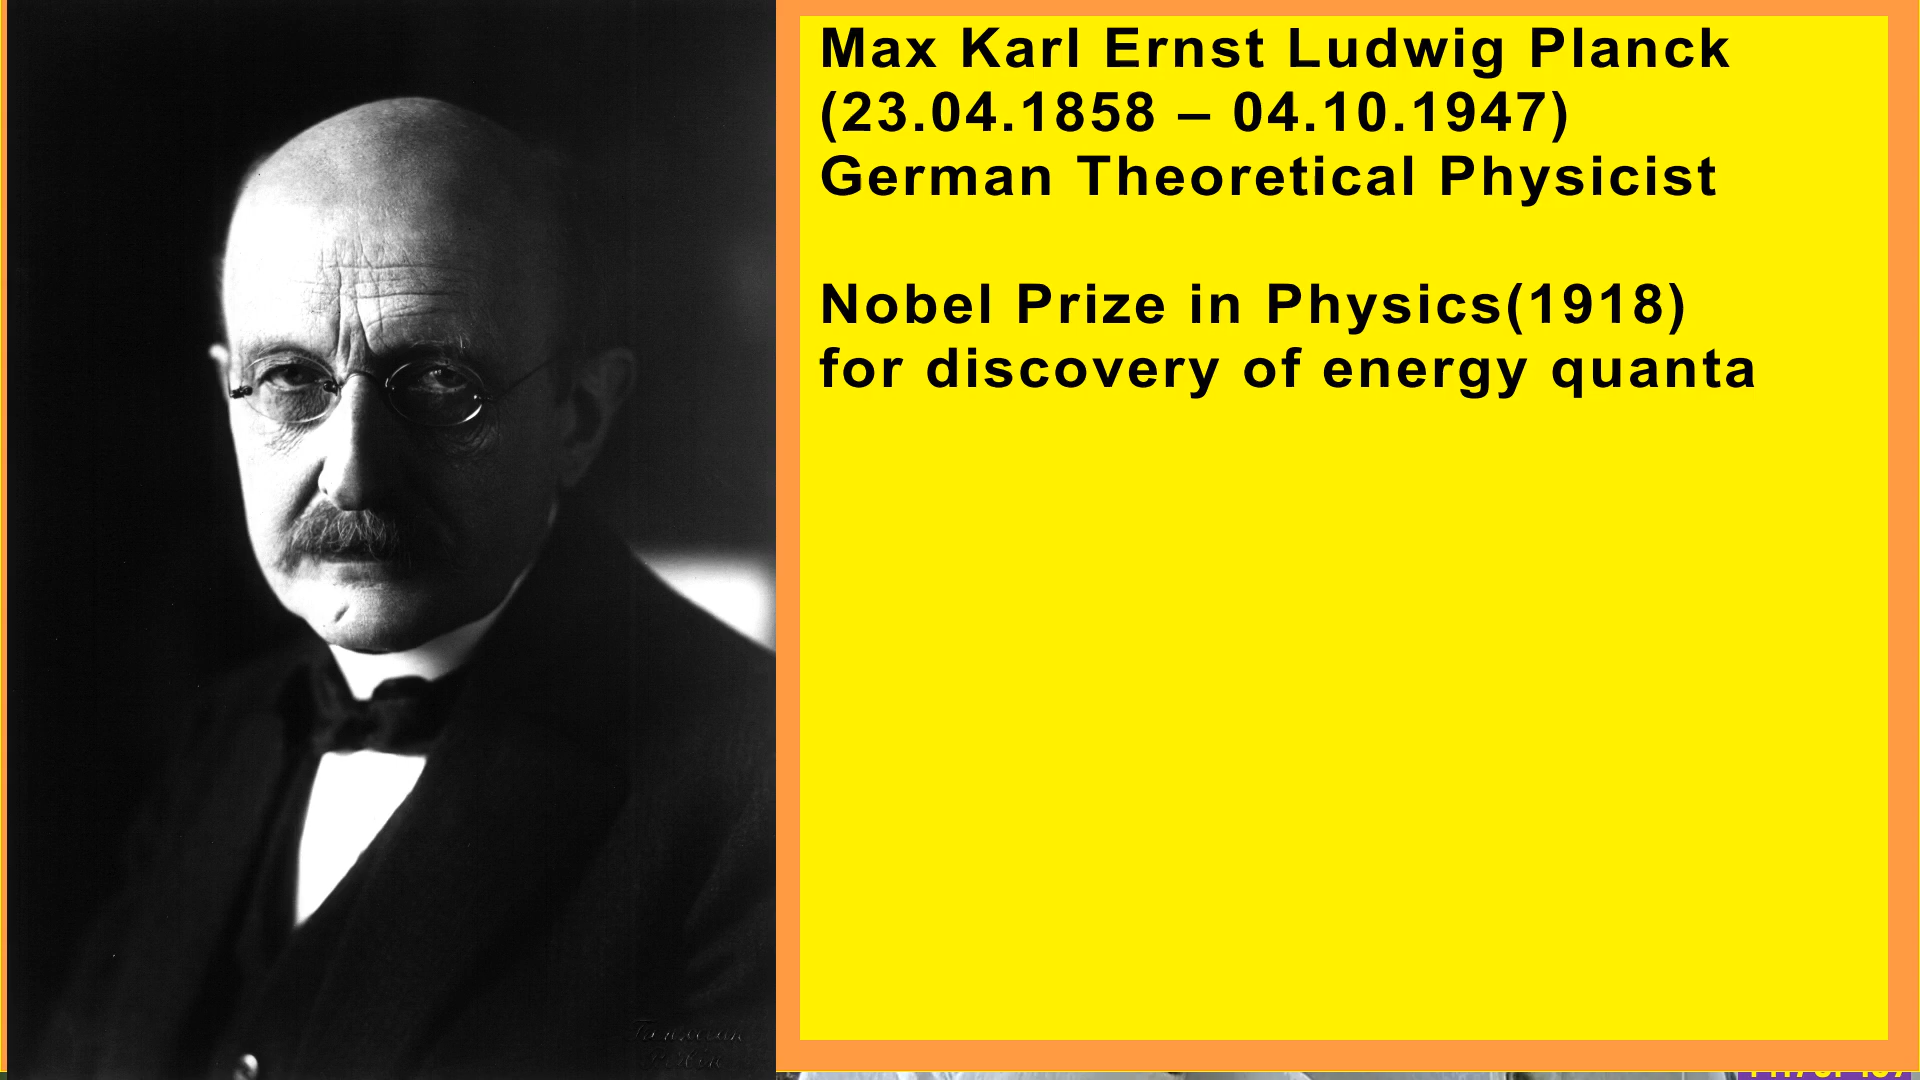 Max Karl Ernst Ludwig Planck
(23.04.1858 – 04.10.1947)
German Theoretical Physicist
Nobel Prize in Physics(1918)
for discovery of energy quanta